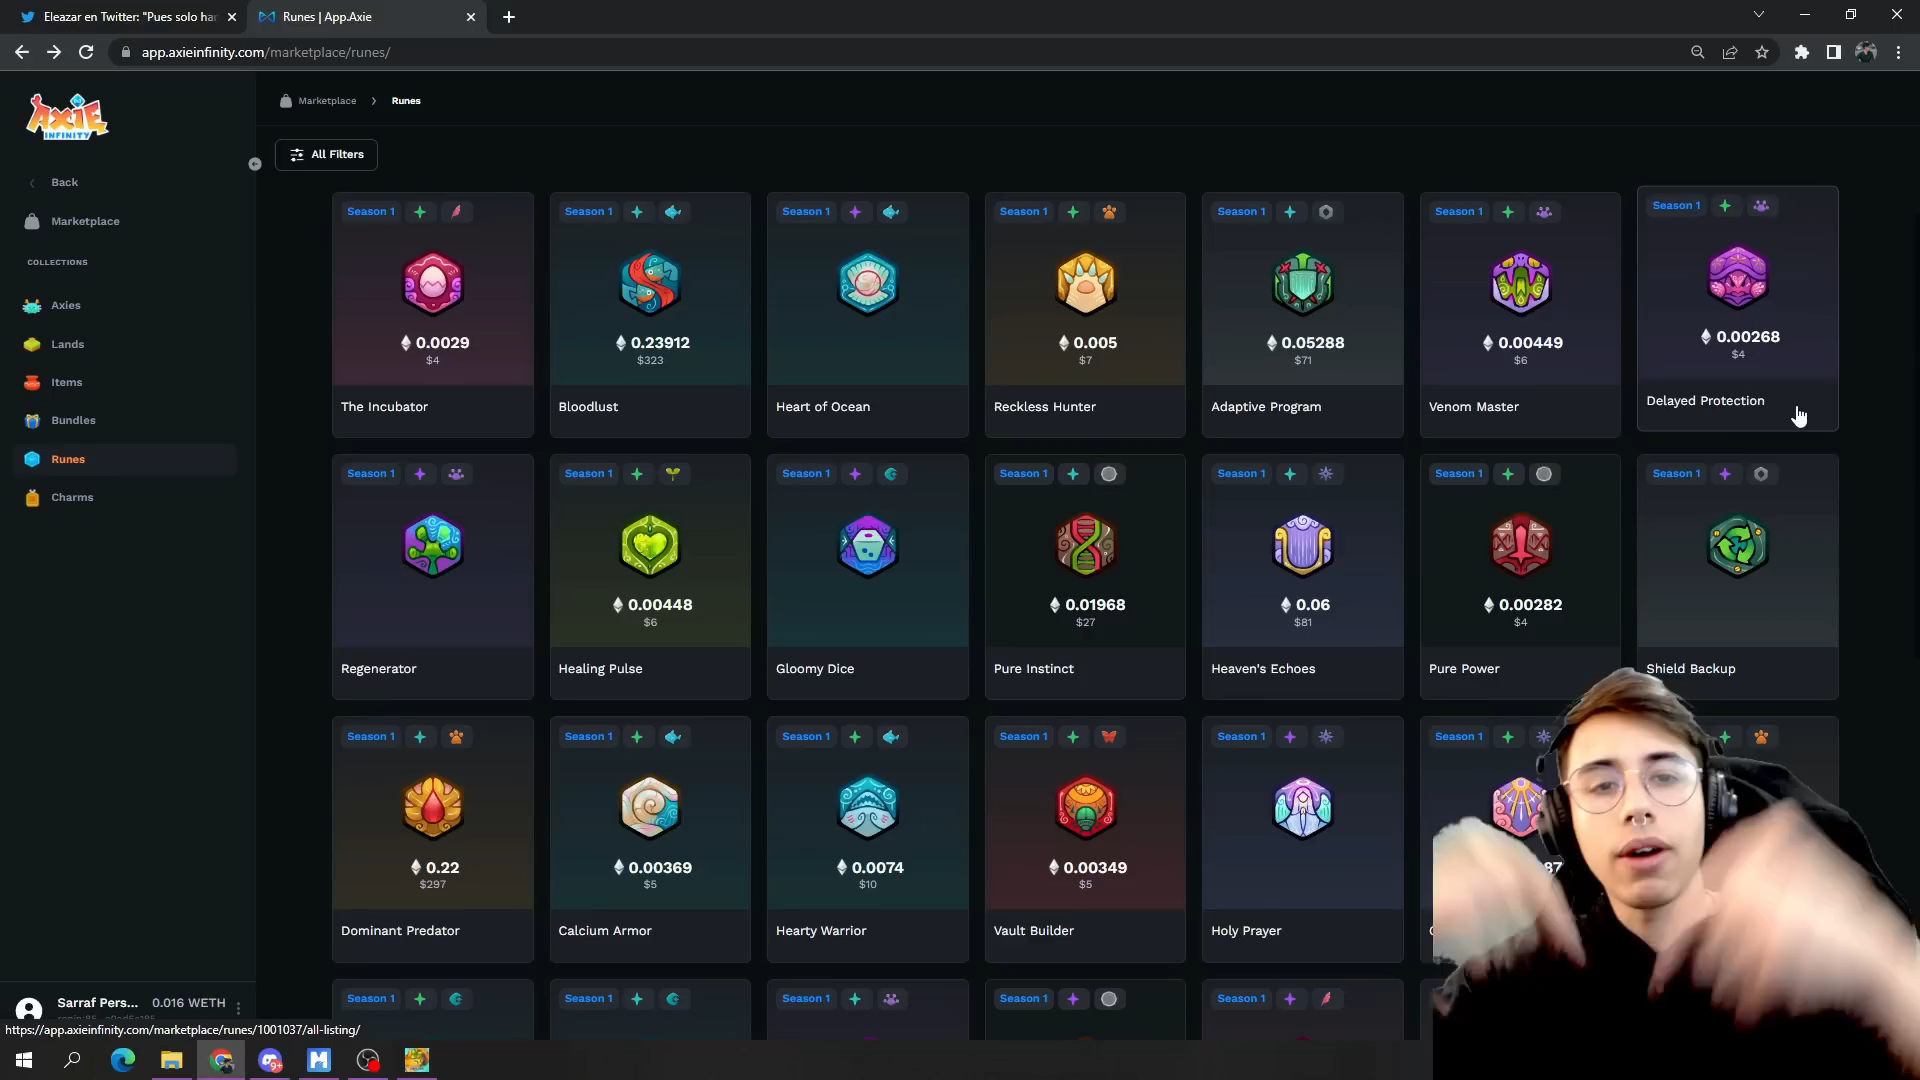 Eleazar en Twitter: "Pues solo har
Runes | App.Axie
app.axieinfinity.com/marketplace/runes/
AXIE
INFINITY
Back
Marketplace
COLLECTIONS
Axies
Lands
Items
Bundles
Runes
Charms
Marketplace
Runes
All Filters
Season 1
0.0029
$4
The Incubator
Season 1
0.23912
$323
Bloodlust
Season 1
Heart of Ocean
Season 1
0.005
$7
Reckless Hunter
Season 1
0.05288
$71
Adaptive Program
Season 1
0.00449
$6
Venom Master
Season 1
0.00268
$4
Delayed Protection
Season 1
Regenerator
Season 1
0.00448
$6
Healing Pulse
Season 1
Gloomy Dice
Season 1
0.01968
$27
Pure Instinct
Season 1
0.06
$81
Heaven's Echoes
Season 1
0.00282
$4
Pure Power
Season 1
Shield Backup
Season 1
0.22
$297
Dominant Predator
Season 1
0.00369
$5
Calcium Armor
Season 1
0.0074
$10
Hearty Warrior
Season 1
0.00349
$5
Vault Builder
Season 1
Holy Prayer
Season 1
87
Season 1
Season 1
Season 1
Season 1
Season 1
Sarraf Pers...
0.016 WETH
https://app.axieinfinity.com/marketplace/runes/1001037/all-listing/
9+